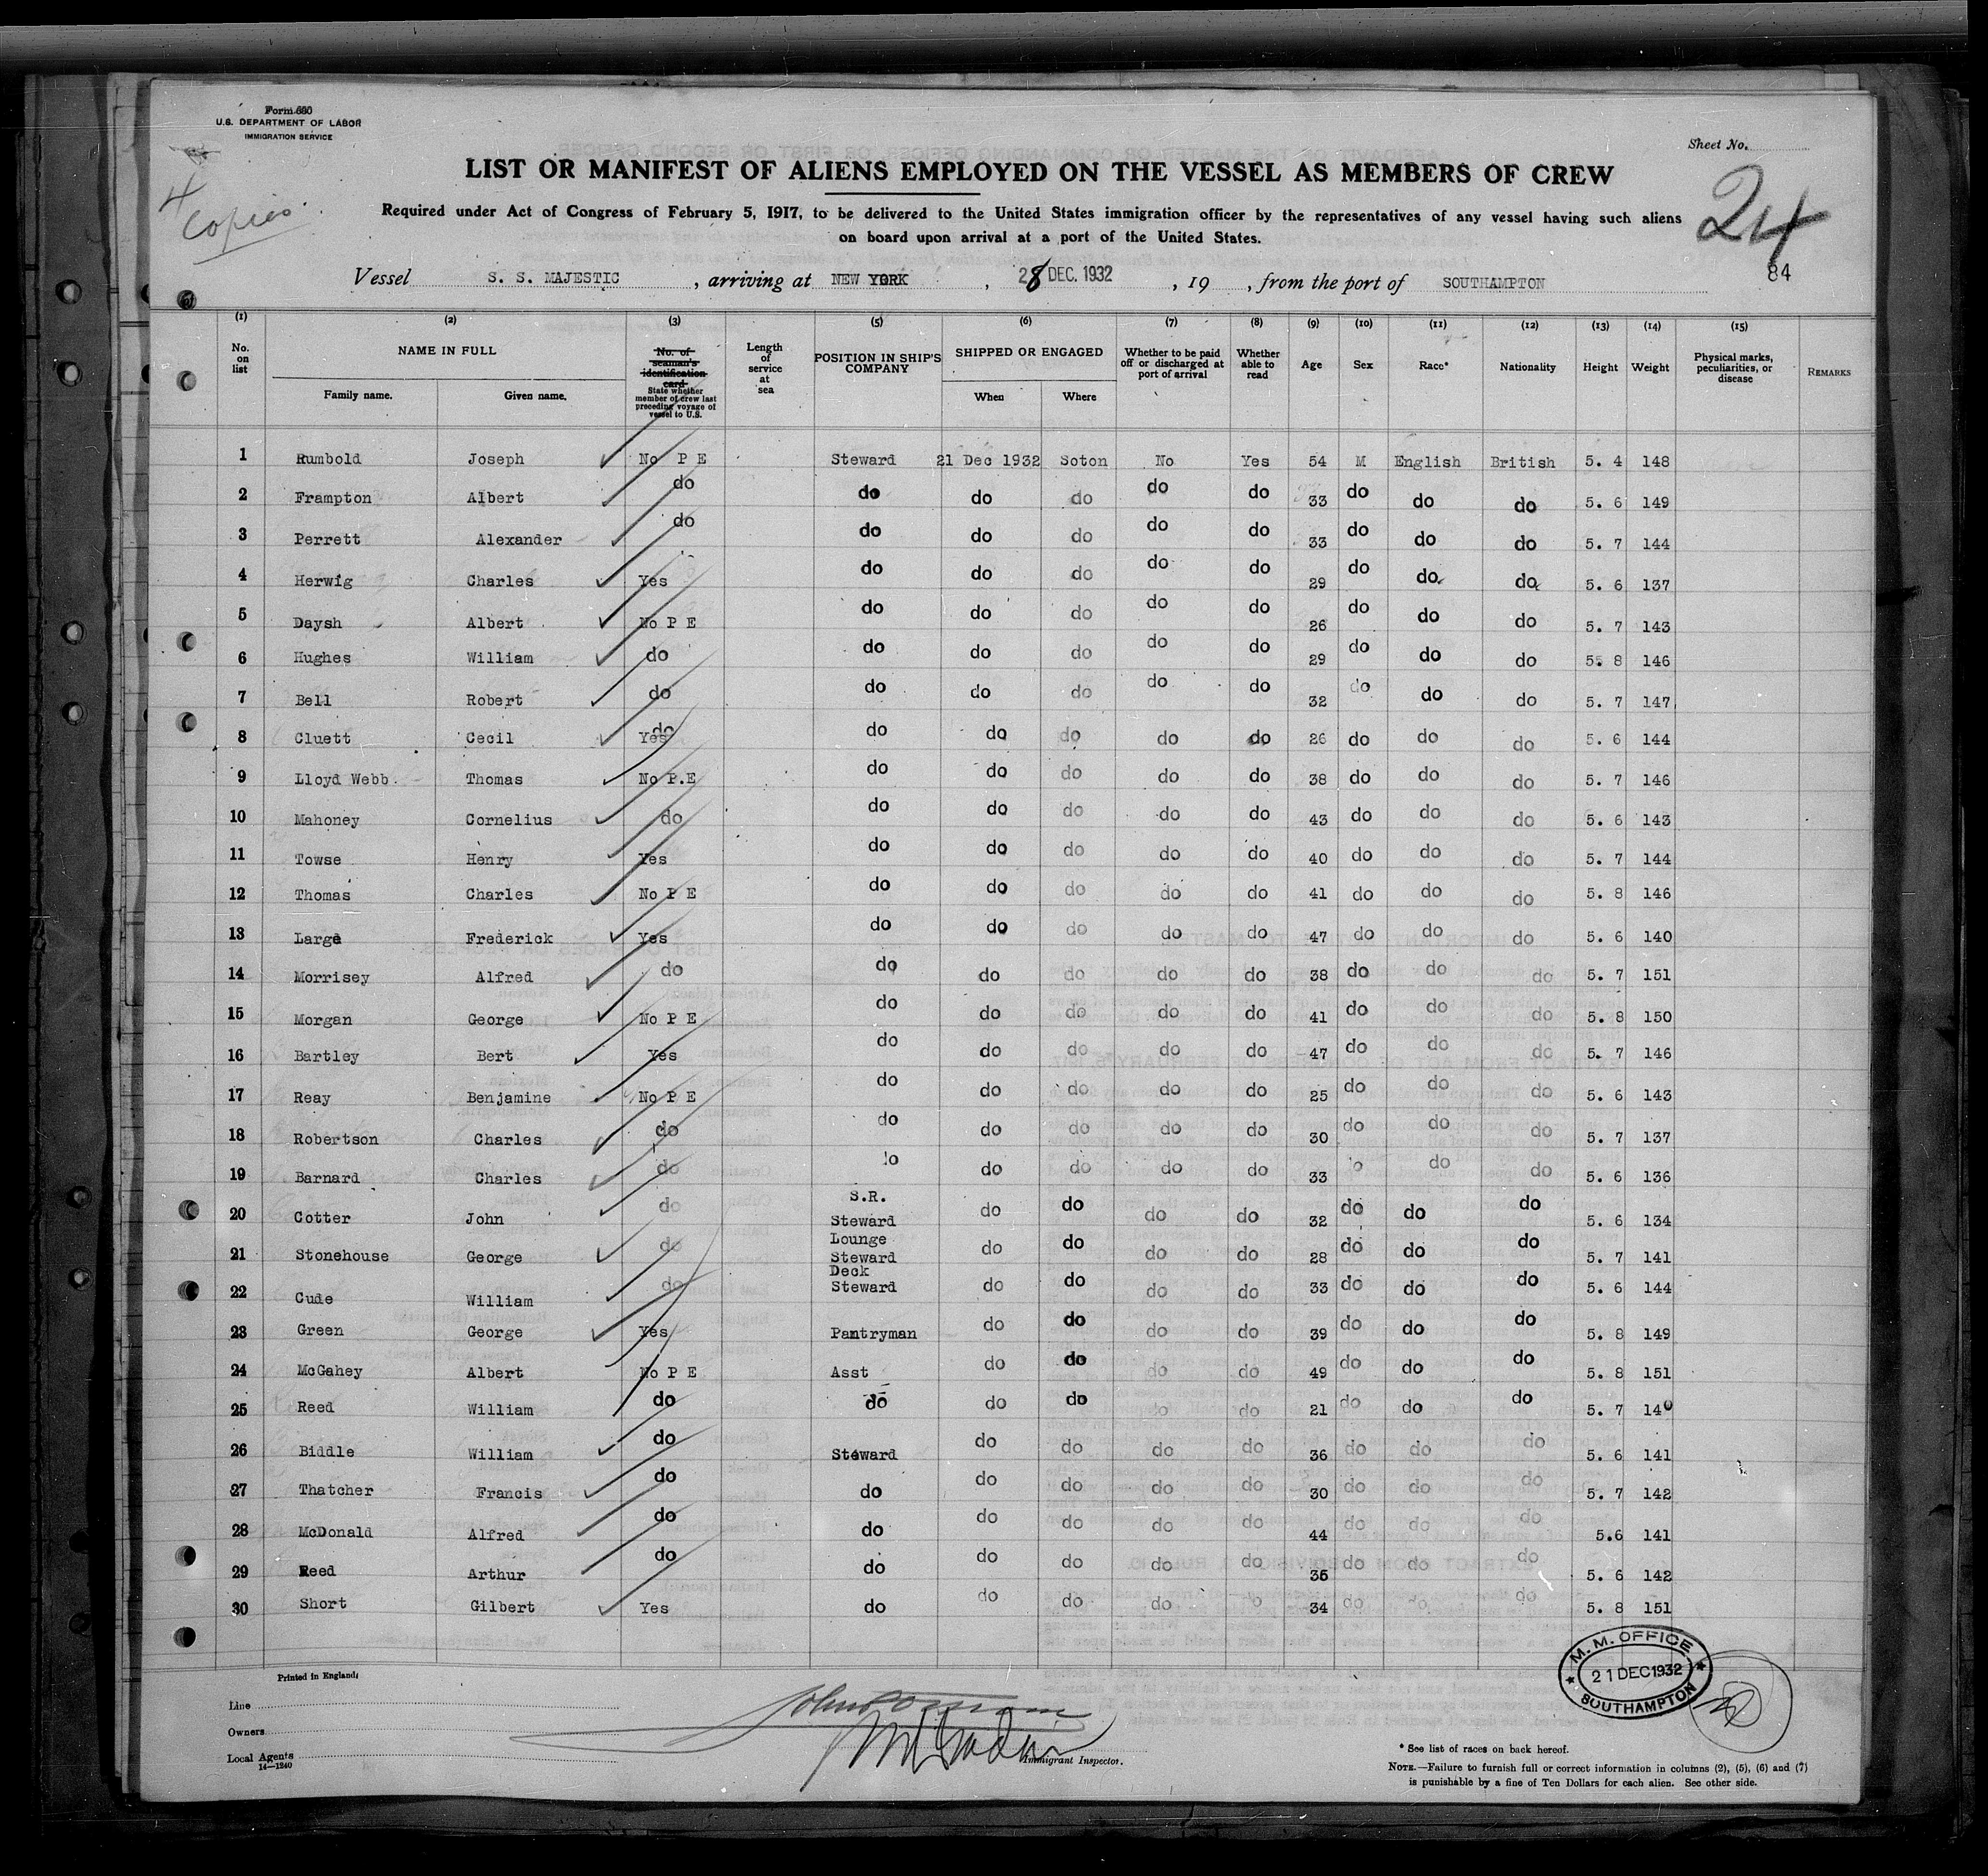 Form 680
U.S. DEPARTMENT OF LABOR
IMMIGRATION SERVICE
Sheet No.
4 Copies.
LIST OR MANIFEST OF ALIENS EMPLOYED ON THE VESSEL AS MEMBERS OF CREW
24
Required under Act of Congress of February 5, 1917, to be delivered to the United States immigration officer by the representatives of any vessel having such aliens
on board upon arrival at a port of the United States.
84
Vessel S. S. MAJESTIC , arriving at NEW YORK , 28 DEC. 1932 , 19 , from the port of SOUTHAMPTON
(1) (2) (3) (5) (6) (7) (8) (9) (10) (11) (12) (13) (14) (15)
No. on list NAME IN FULL Family name. Given name. No. of seaman's identification card State whether member of crew last preceding voyage of vessel to U.S. Length of service at sea POSITION IN SHIP'S COMPANY SHIPPED OR ENGAGED When Where Whether to be paid off or discharged at port of arrival Whether able to read Age Sex Race* Nationality Height Weight Physical marks, peculiarities, or disease REMARKS
1 Rumbold Joseph No P E Steward 21 Dec 1932 Soton No Yes 54 M English British 5. 4 148
2 Frampton Albert do do do do do do 33 do do do 5. 6 149
3 Perrett Alexander do do do do do do 33 do do do 5. 7 144
4 Herwig Charles Yes do do do do do 29 do do do 5. 6 137
5 Daysh Albert No P E do do do do do 26 do do do 5. 7 143
6 Hughes William do do do do do do 29 do do do 5. 8 146
7 Bell Robert do do do do do do 32 do do do 5. 7 147
8 Cluett Cecil do Yes do do do do do 26 do do do 5. 6 144
9 Lloyd Webb. Thomas No P.E do do do do do 38 do do do 5. 7 146
10 Mahoney Cornelius do do do do do do 43 do do do 5. 6 143
11 Towse Henry Yes do do do do do 40 do do do 5. 7 144
12 Thomas Charles No P E do do do do do 41 do do do 5. 8 146
13 Large Frederick Yes do do do do do 47 do do do 5. 6 140
14 Morrisey Alfred do do do do do do 38 do do do 5. 7 151
15 Morgan George No P E do do do do do 41 do do do 5. 8 150
16 Bartley Bert Yes do do do do do 47 do do do 5. 7 146
17 Reay Benjamine No P E do do do do do 25 do do do 5. 6 143
18 Robertson Charles do do do do do do 30 do do do 5. 7 137
19 Barnard Charles do do do do do do 33 do do do 5. 6 136
20 Cotter John do S.R. Steward do do do do 32 do do do 5. 6 134
21 Stonehouse George do Lounge Steward do do do do 28 do do do 5. 7 141
22 Cude William do Deck Steward do do do do 33 do do do 5. 6 144
23 Green George Yes Pantryman do do do do 39 do do do 5. 8 149
24 McGahey Albert No P E Asst do do do do 49 do do do 5. 8 151
25 Reed William do do do do do do 21 do do do 5. 7 140
26 Biddle William do Steward do do do do 36 do do do 5. 6 141
27 Thatcher Francis do do do do do do 30 do do do 5. 7 142
28 McDonald Alfred do do do do do do 44 do do do 5.6 141
29 Reed Arthur do do do do do do 36 do do do 5. 6 142
30 Short Gilbert Yes do do do do do 34 do do do 5. 8 151
Printed in England.
M. M. OFFICE
21 DEC 1932
SOUTHAMPTON
Line
Owners
Local Agents
14—1240
Immigrant Inspector.
* See list of races on back hereof.
NOTE.—Failure to furnish full or correct information in columns (2), (5), (6) and (7)
is punishable by a fine of Ten Dollars for each alien. See other side.